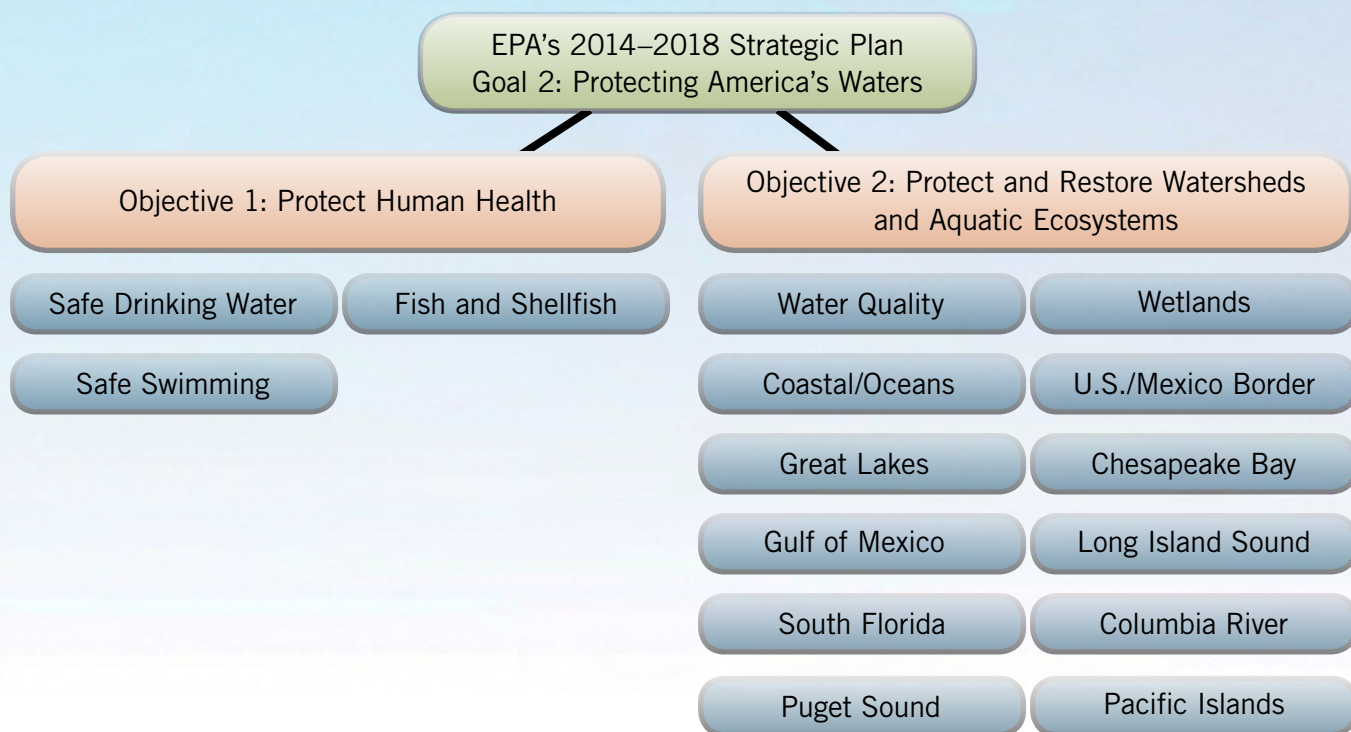 EPA’s 2014–2018 Strategic Plan
Goal 2: Protecting America’s Waters
Objective 1: Protect Human Health
Safe Drinking Water
Fish and Shellfish
Safe Swimming
Objective 2: Protect and Restore Watersheds
and Aquatic Ecosystems
Water Quality
Wetlands
Coastal/Oceans
U.S./Mexico Border
Great Lakes
Chesapeake Bay
Gulf of Mexico
Long Island Sound
South Florida
Columbia River
Puget Sound
Pacific Islands